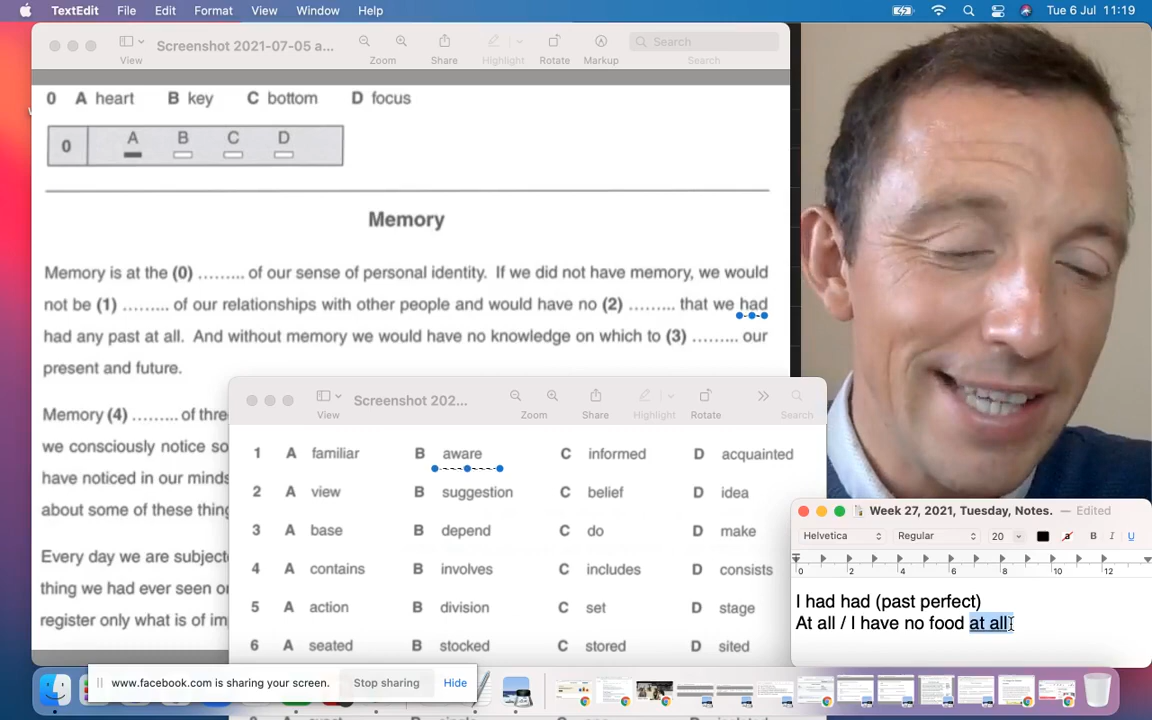 TextEdit File Edit Format View Window Help Tue 6 Jul 11:19
Screenshot 2021-07-05 a... Search
View Zoom Share Highlight Rotate Markup Search
0 A heart B key C bottom D focus
A B C D
0
Memory
Memory is at the (0) ......... of our sense of personal identity. If we did not have memory, we would
not be (1) ......... of our relationships with other people and would have no (2) ......... that we had
had any past at all. And without memory we would have no knowledge on which to (3) ......... our
present and future.
Memory (4) ......... of thre
we consciously notice so
have noticed in our minds
about some of these thing
Every day we are subject
thing we had ever seen or
register only what is of im
Screenshot 202...
View Zoom Share Highlight Rotate Search
1 A familiar B aware C informed D acquainted
2 A view B suggestion C belief D idea
3 A base B depend C do D make
4 A contains B involves C includes D consists
5 A action B division C set D stage
6 A seated B stocked C stored D sited
Week 27, 2021, Tuesday, Notes. — Edited
Helvetica Regular 20 a B I U
0 2 4 6 8 10 12
I had had (past perfect)
At all / I have no food at all
www.facebook.com is sharing your screen. Stop sharing Hide